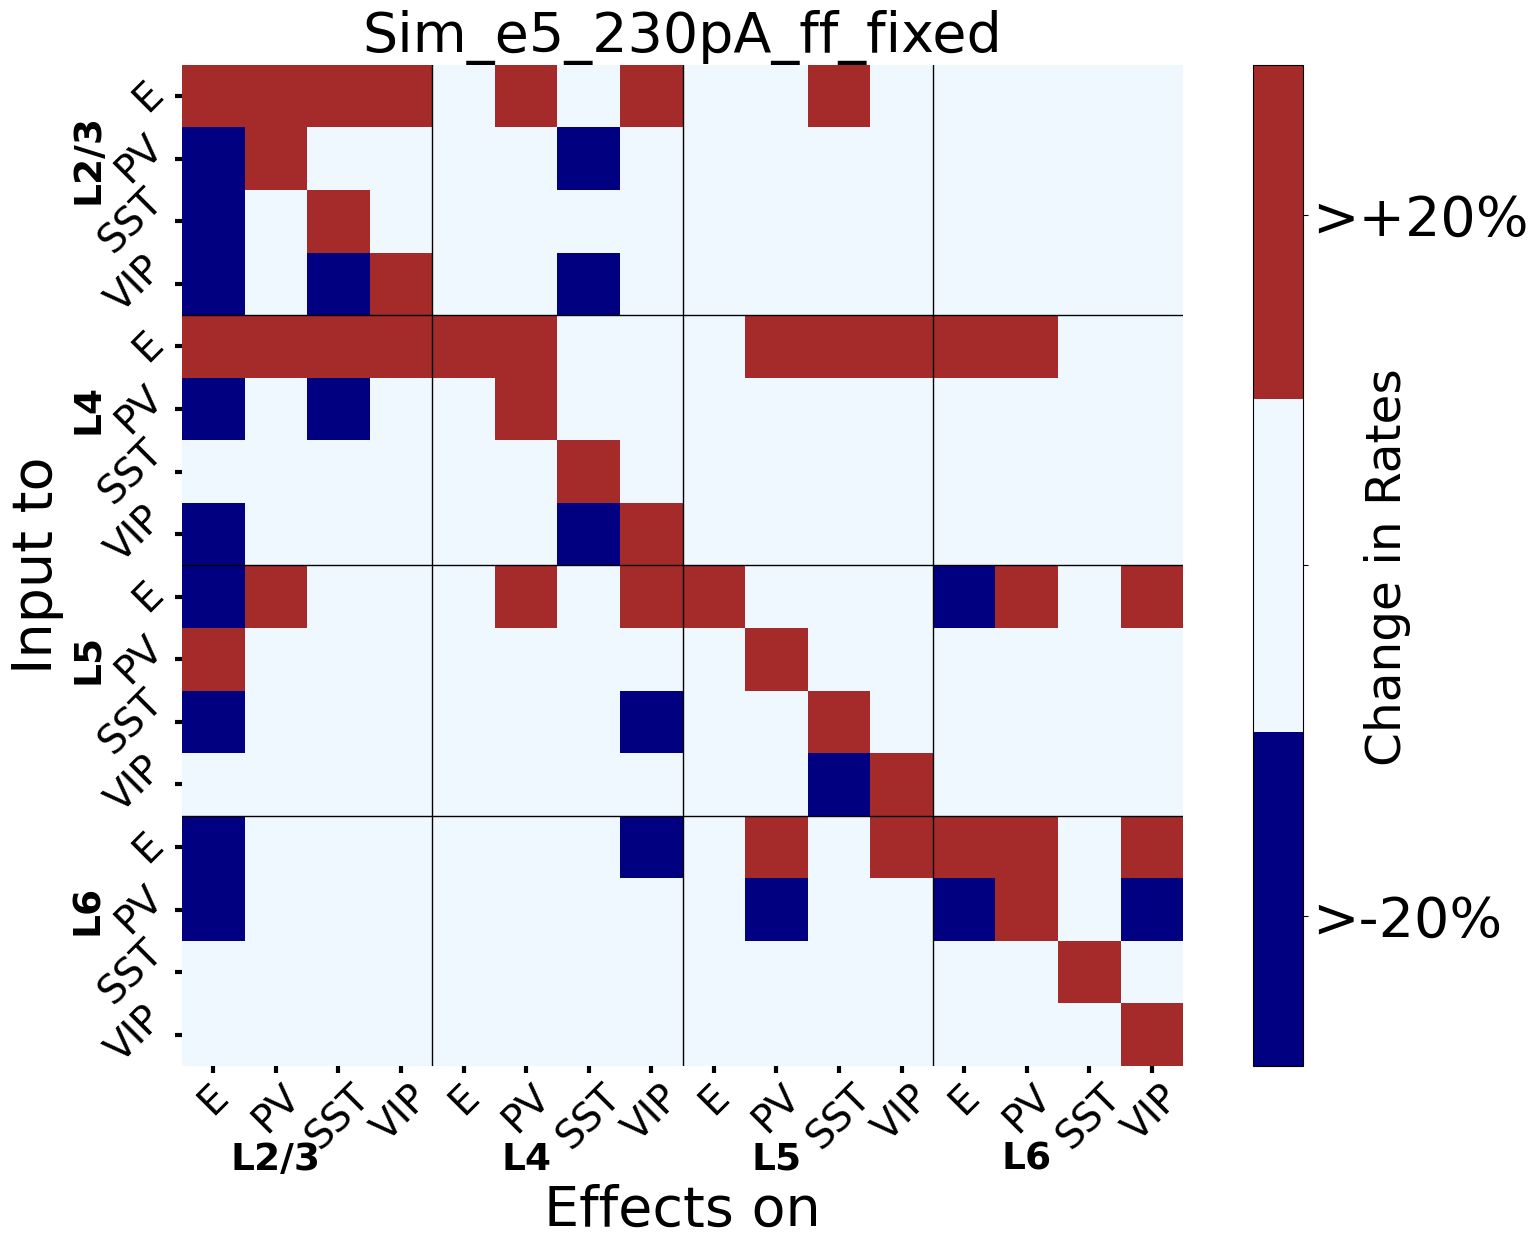 Sim_e5_230pA_ff_fixed
Input to
L2/3
E
PV
SST
VIP
L4
E
PV
SST
VIP
L5
E
PV
SST
VIP
L6
E
PV
SST
VIP
E PV SST VIP E PV SST VIP E PV SST VIP E PV SST VIP
L2/3 L4 L5 L6
Effects on
>+20%
>-20%
Change in Rates